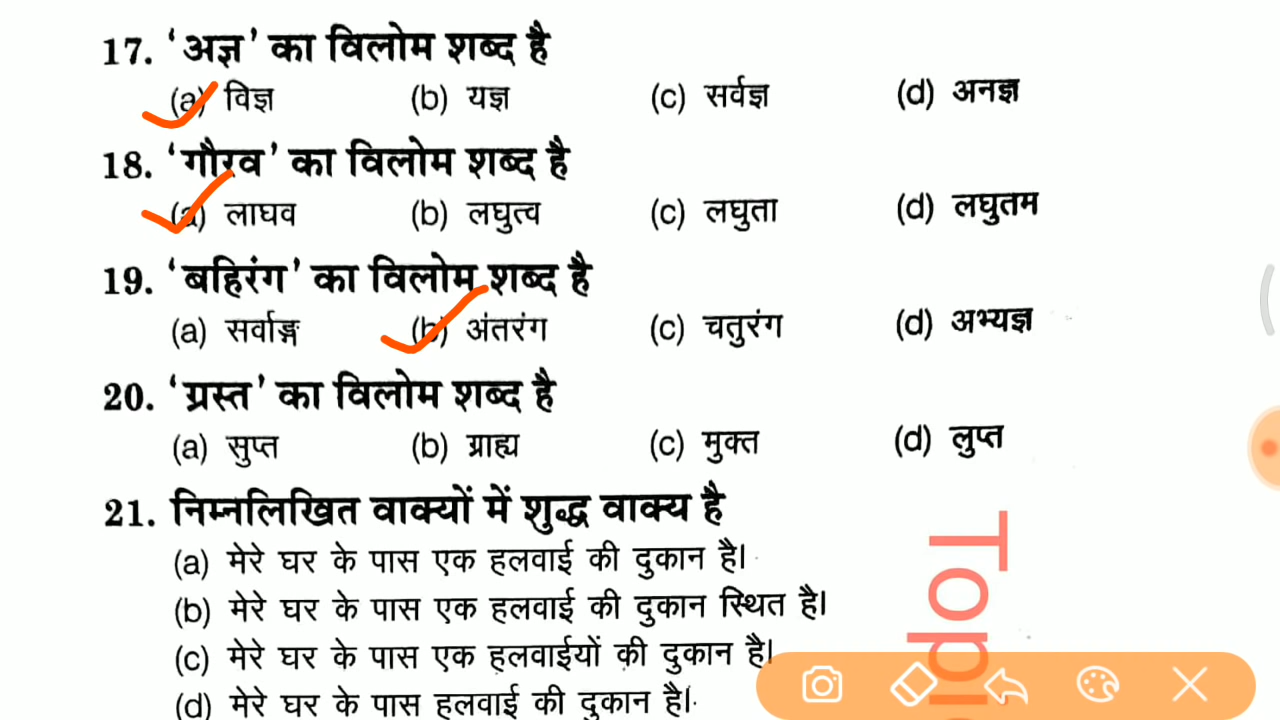 17. 'अज्ञ' का विलोम शब्द है
(a) विज्ञ (b) यज्ञ (c) सर्वज्ञ (d) अनज्ञ
18. 'गौरव' का विलोम शब्द है
(a) लाघव (b) लघुत्व (c) लघुता (d) लघुतम
19. 'बहिरंग' का विलोम शब्द है
(a) सर्वाङ्ग (b) अंतरंग (c) चतुरंग (d) अभ्यज्ञ
20. 'ग्रस्त' का विलोम शब्द है
(a) सुप्त (b) ग्राह्य (c) मुक्त (d) लुप्त
21. निम्नलिखित वाक्यों में शुद्ध वाक्य है
(a) मेरे घर के पास एक हलवाई की दुकान है।
(b) मेरे घर के पास एक हलवाई की दुकान स्थित है।
(c) मेरे घर के पास एक हलवाईयों की दुकान है।
(d) मेरे घर के पास हलवाई की दुकान है।